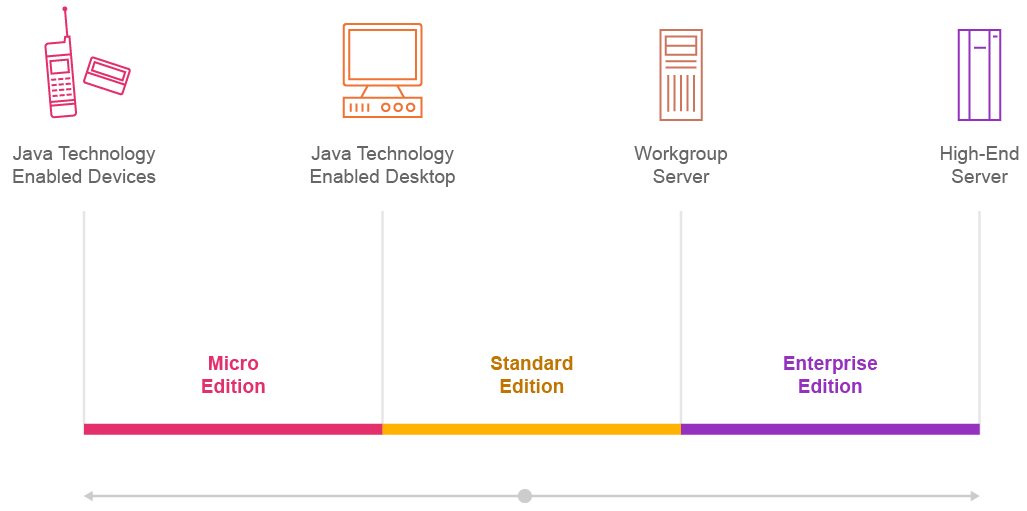 Java Technology
Enabled Devices
Java Technology
Enabled Desktop
Workgroup
Server
High-End
Server
Micro
Edition
Standard
Edition
Enterprise
Edition